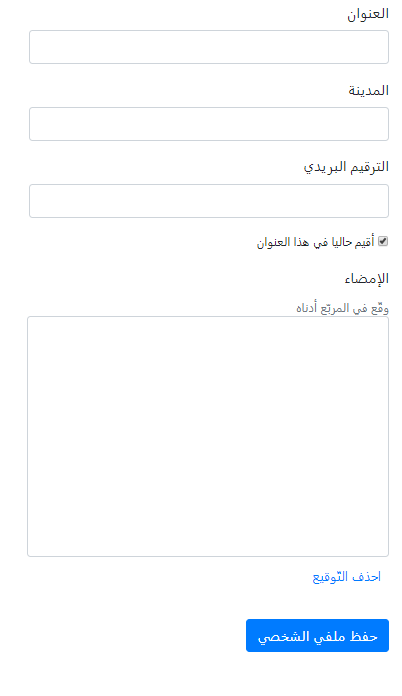 العنوان
المدينة
الترقيم البريدي
أقيم حاليا في هذا العنوان
الإمضاء
وقّع في المربّع أدناه
احذف التّوقيع
حفظ ملفي الشخصي